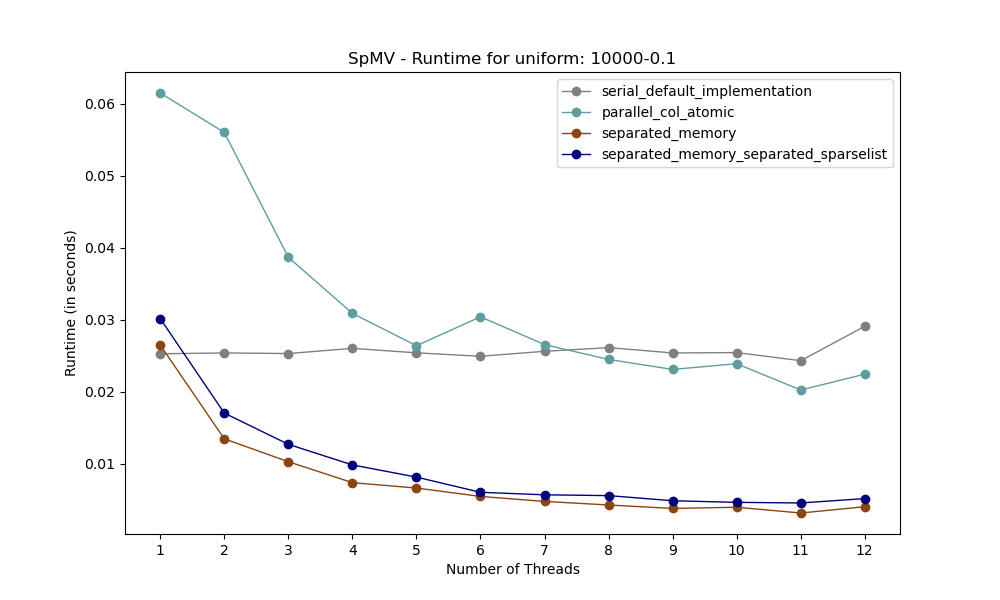 SpMV - Runtime for uniform: 10000-0.1
serial_default_implementation
parallel_col_atomic
separated_memory
separated_memory_separated_sparselist
Runtime (in seconds)
0.06
0.05
0.04
0.03
0.02
0.01
1 2 3 4 5 6 7 8 9 10 11 12
Number of Threads